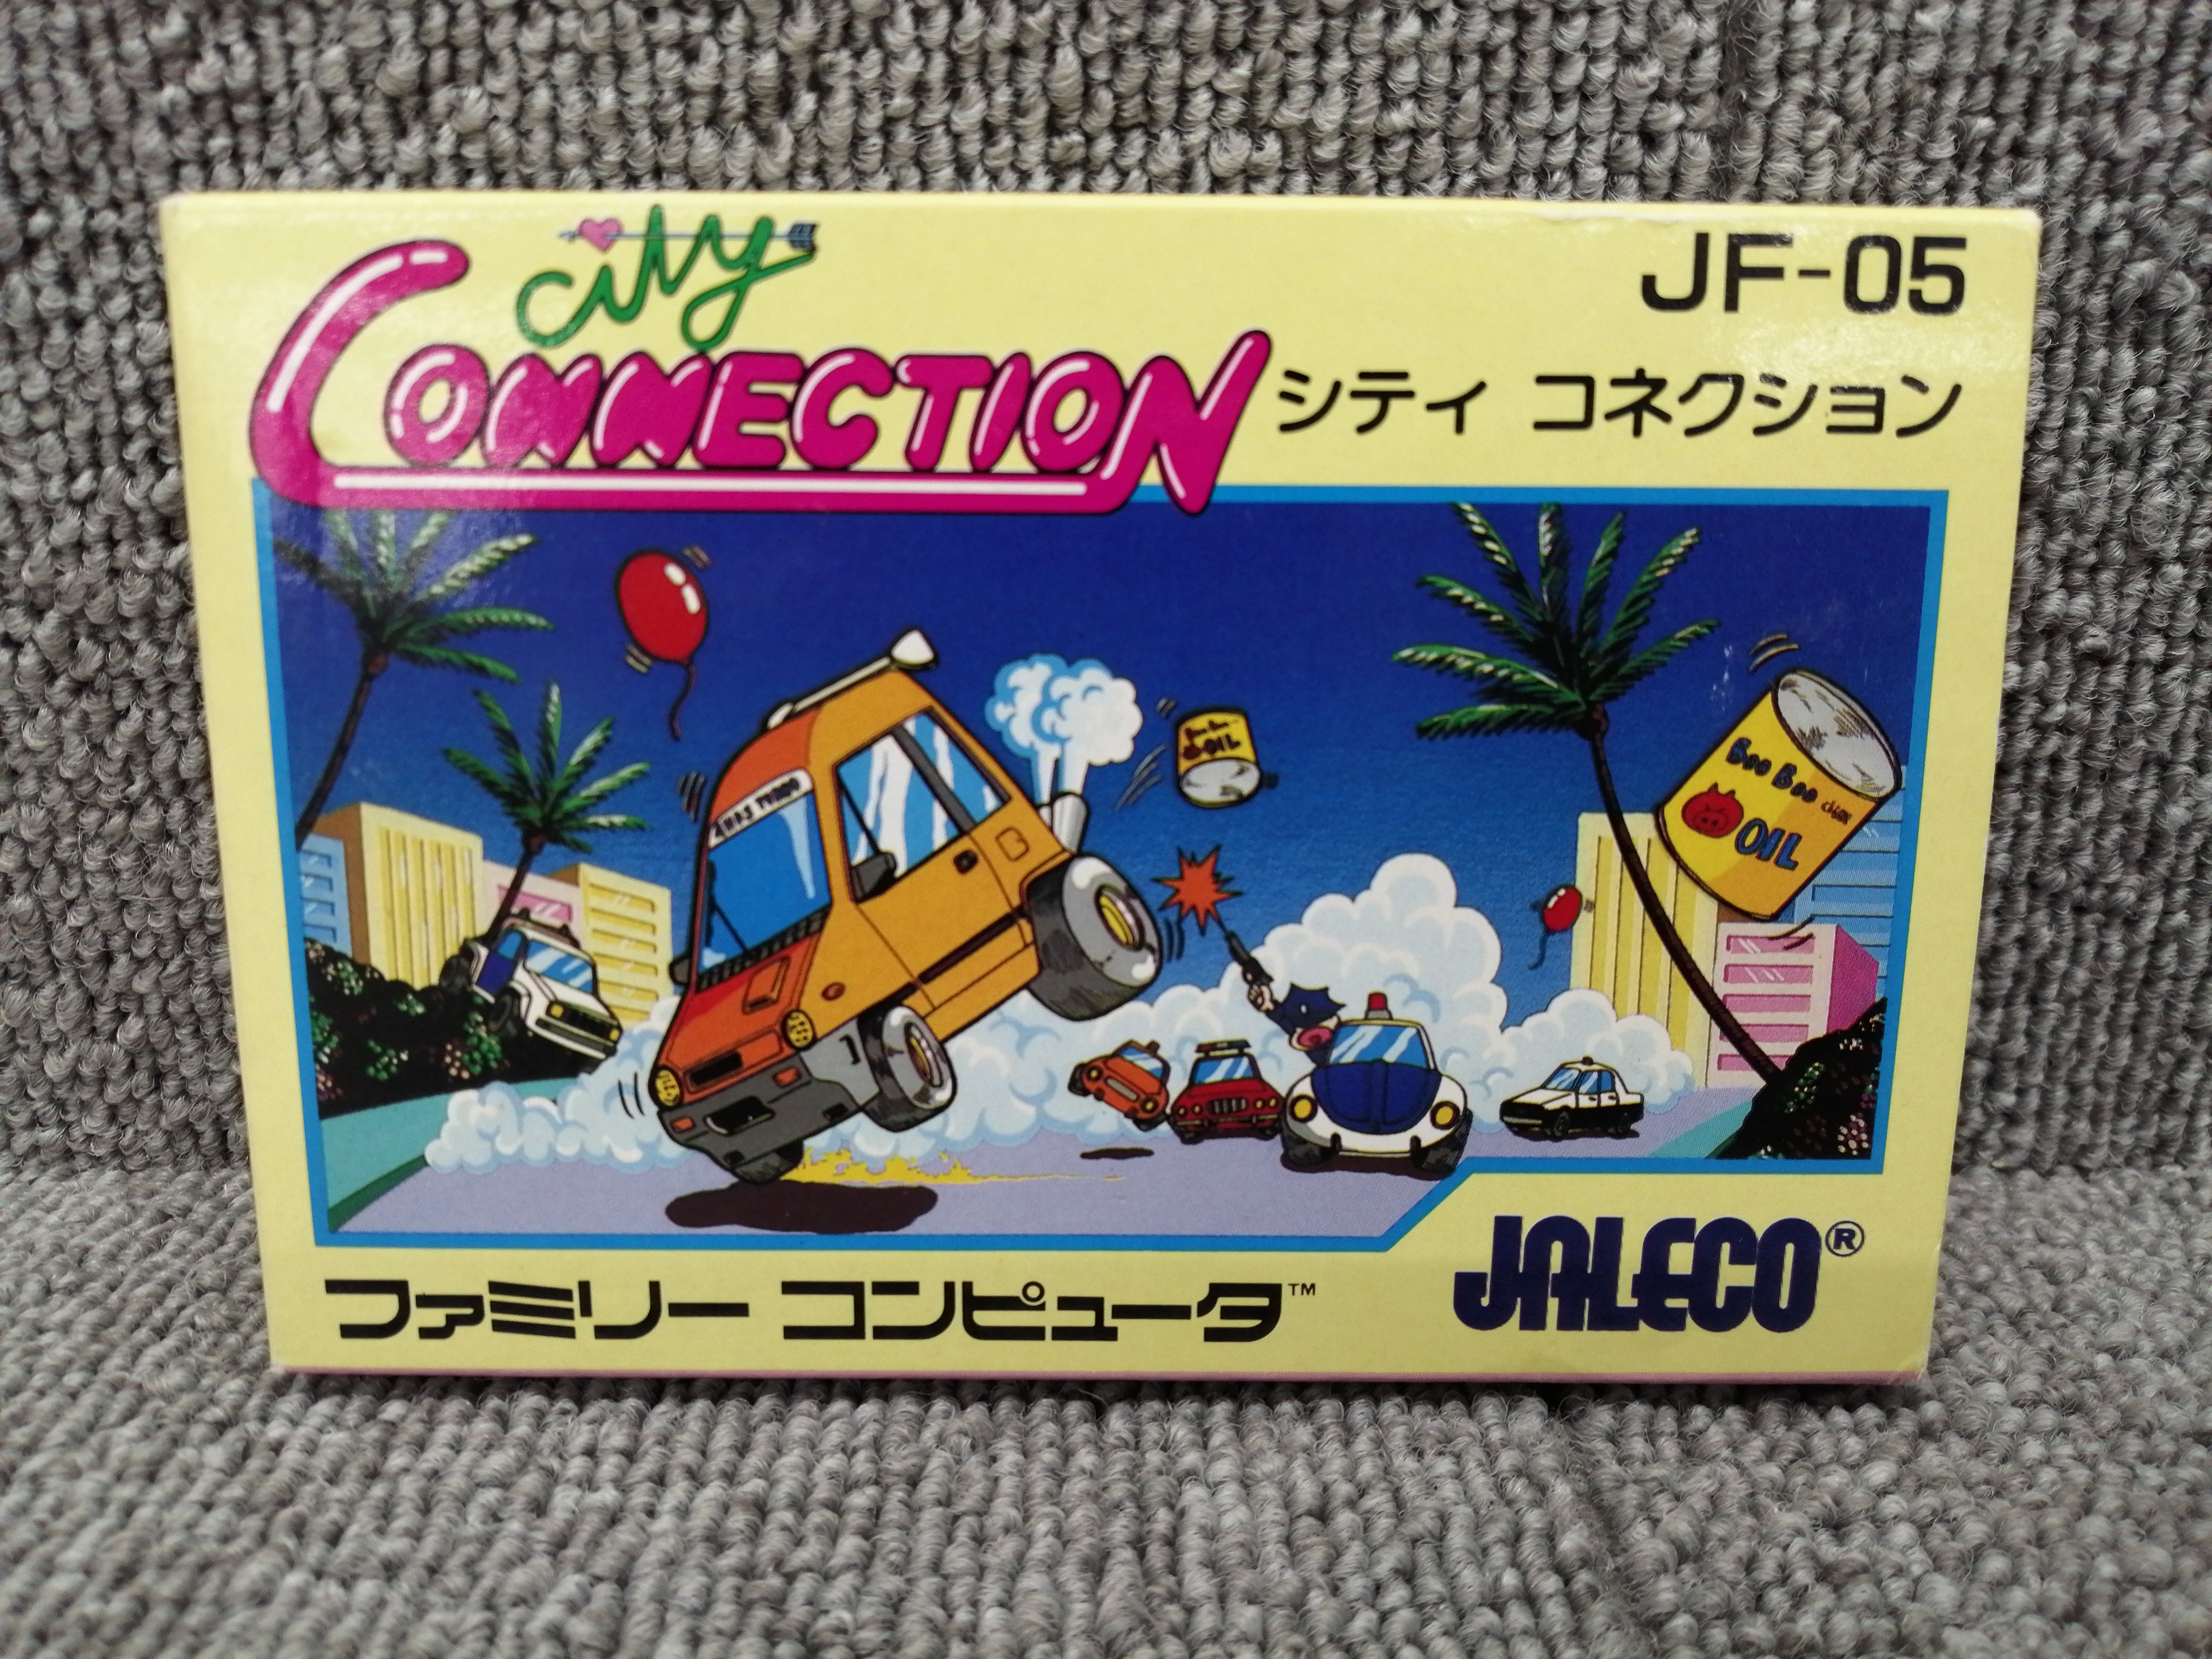 city
CONNECTION
JF-05
シティ コネクション
OIL
Boo Boo
OIL
ファミリー コンピュータ™
JALECO®